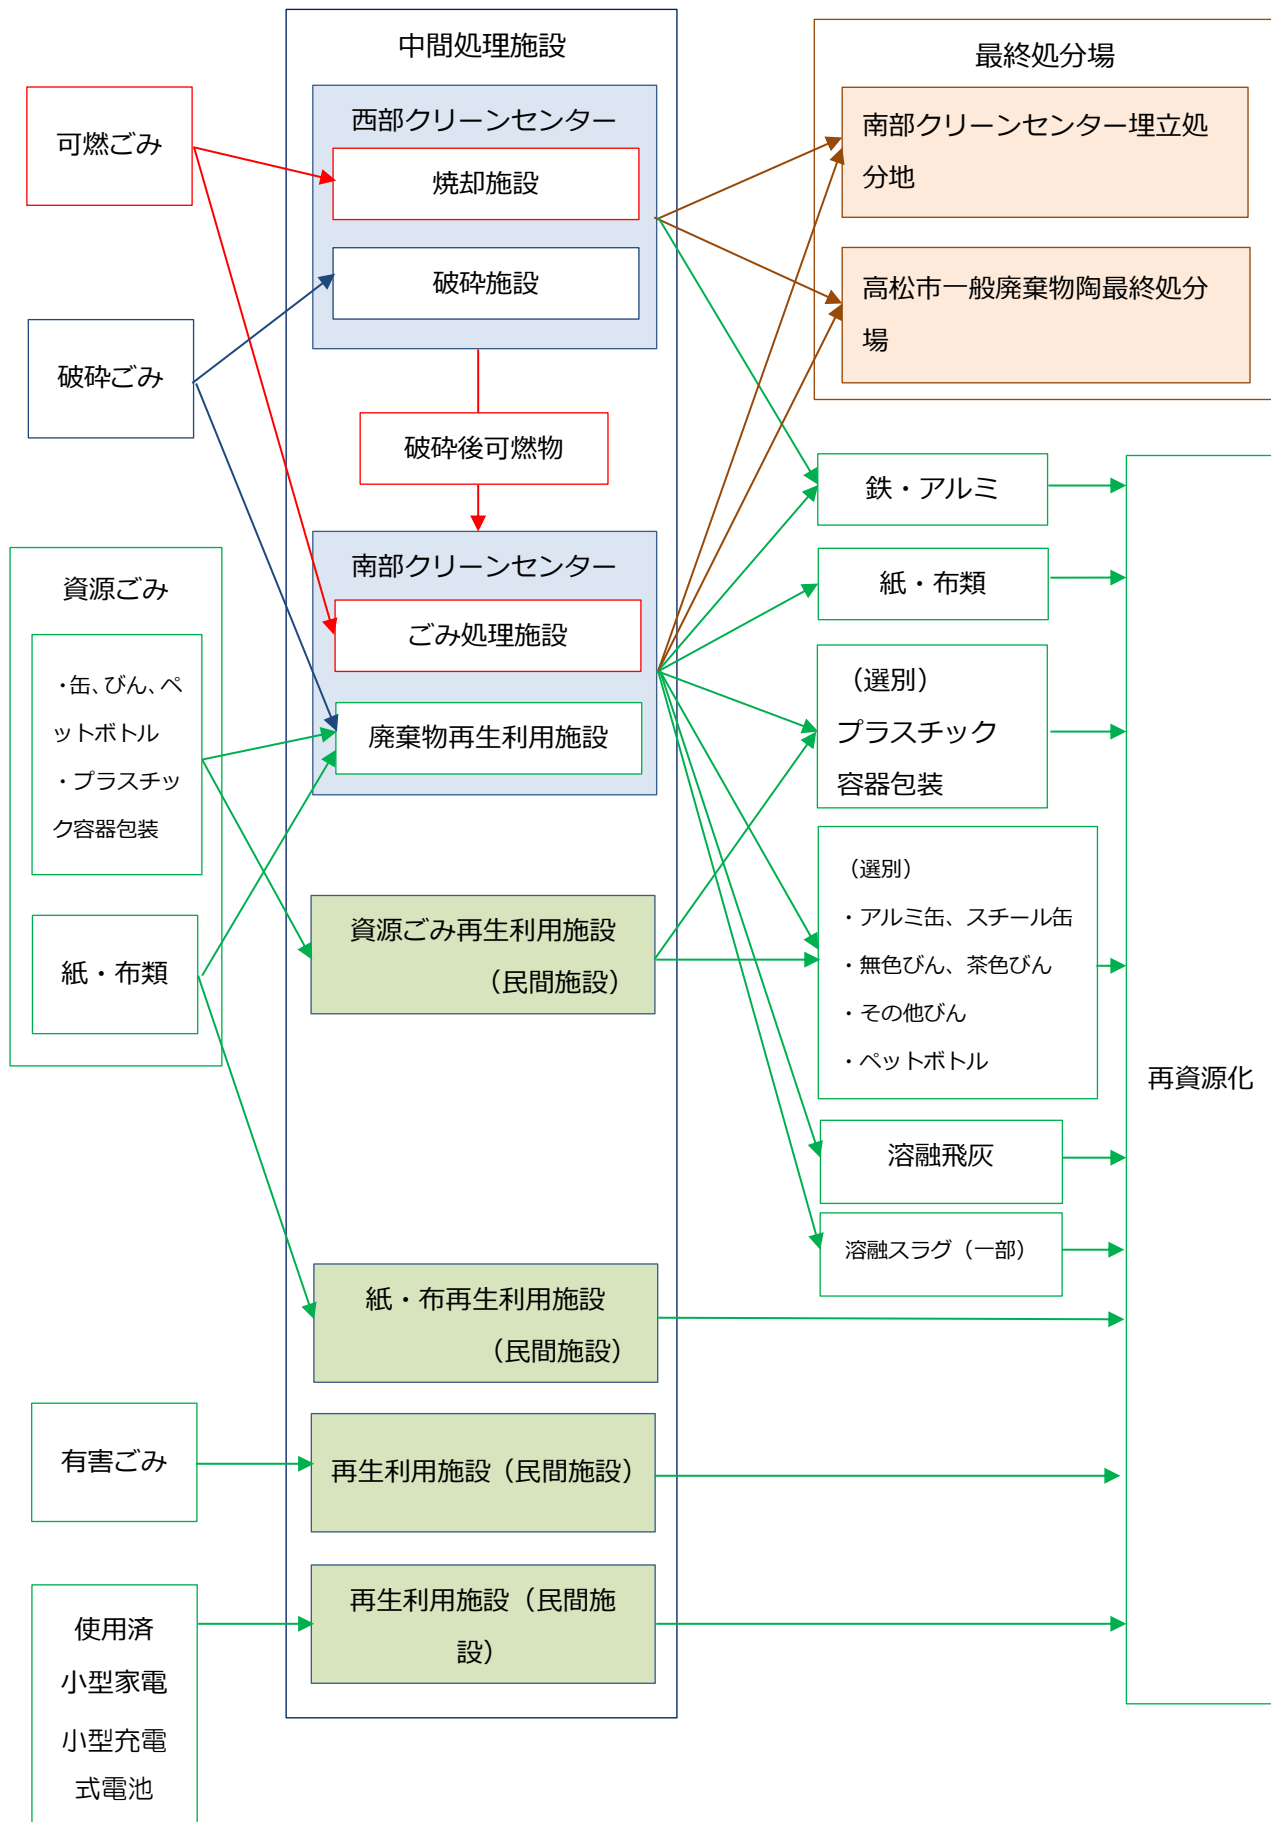 中間処理施設
最終処分場
可燃ごみ
西部クリーンセンター
焼却施設
破砕施設
南部クリーンセンター埋立処
分地
高松市一般廃棄物陶最終処分
場
破砕ごみ
破砕後可燃物
鉄・アルミ
南部クリーンセンター
ごみ処理施設
廃棄物再生利用施設
紙・布類
資源ごみ
・缶、びん、ペ
ットボトル
・プラスチッ
ク容器包装
紙・布類
（選別）
プラスチック
容器包装
資源ごみ再生利用施設
（民間施設）
（選別）
・アルミ缶、スチール缶
・無色びん、茶色びん
・その他びん
・ペットボトル
再資源化
溶融飛灰
溶融スラグ（一部）
紙・布再生利用施設
（民間施設）
有害ごみ
再生利用施設（民間施設）
使用済
小型家電
小型充電
式電池
再生利用施設（民間施
設）